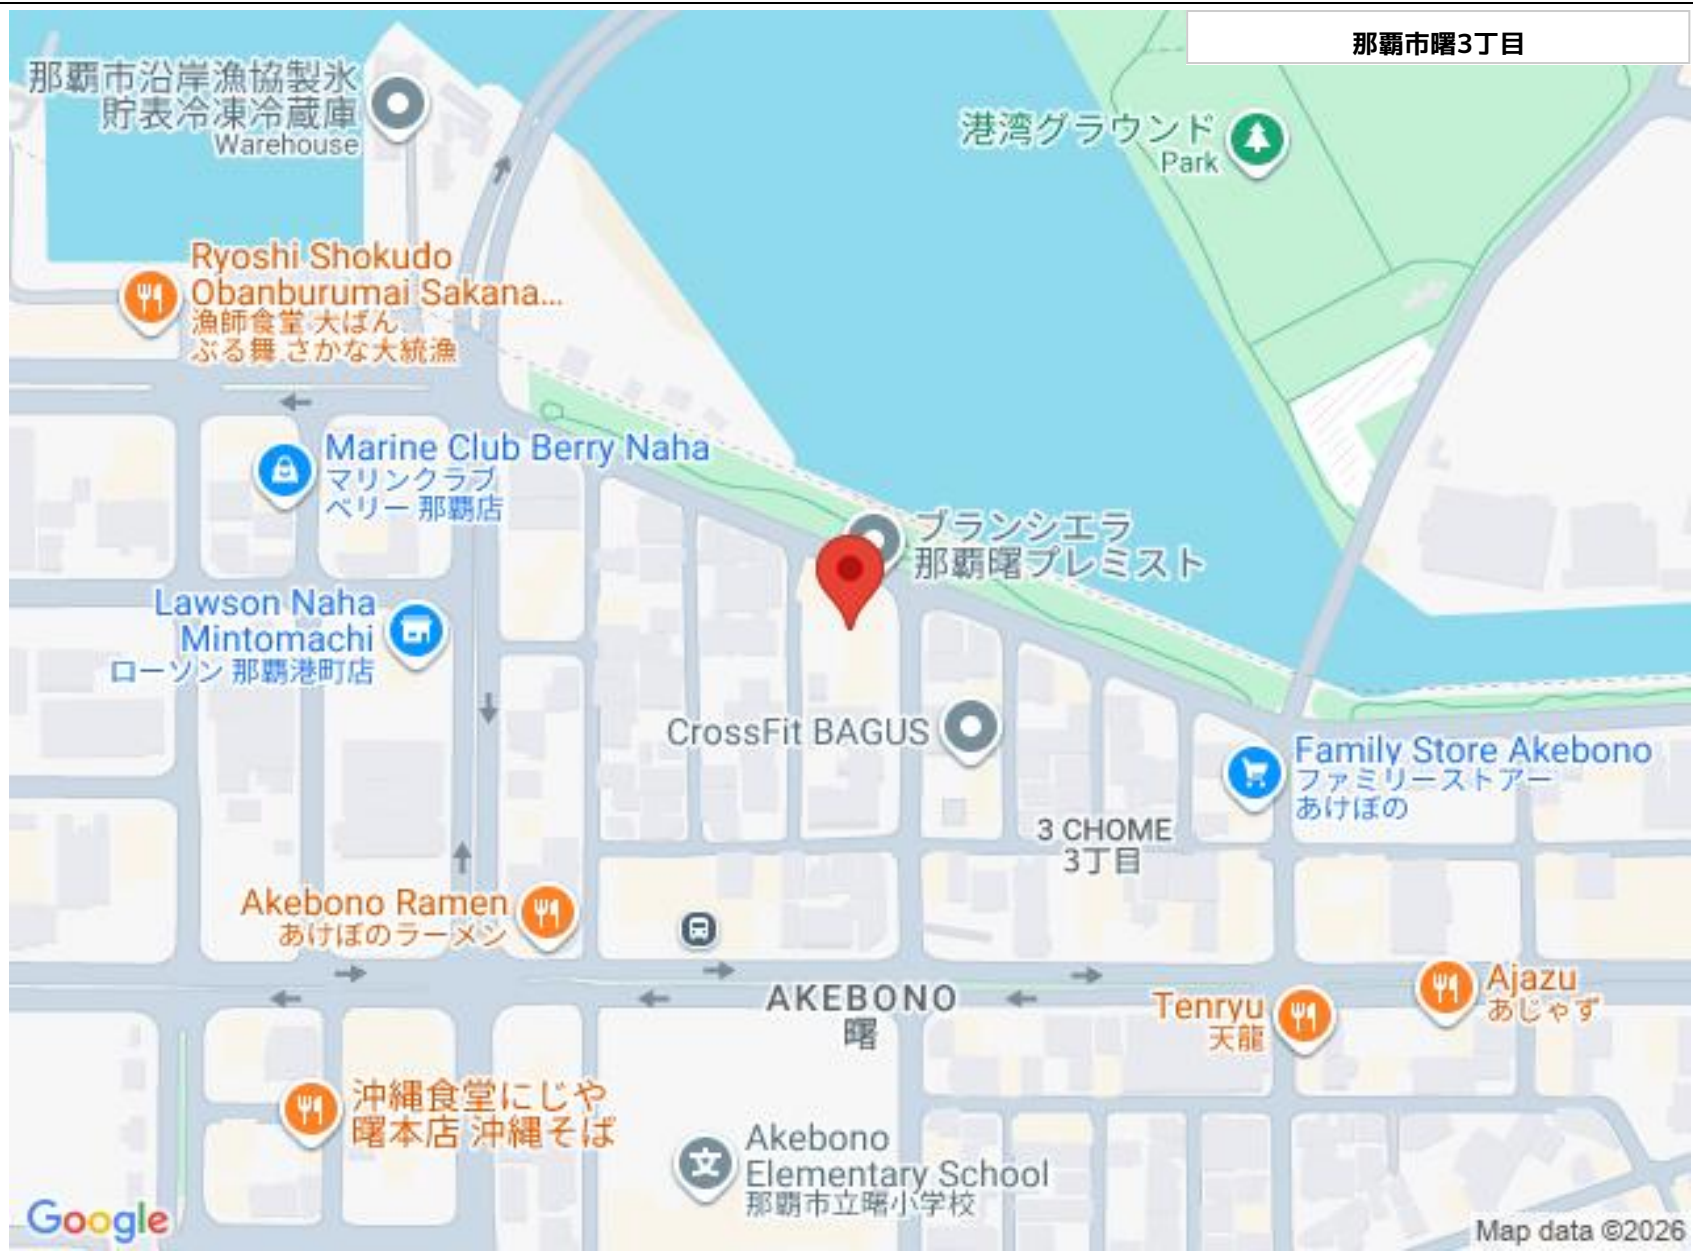 那覇市曙3丁目
那覇市沿岸漁協製氷
貯表冷凍冷蔵庫
Warehouse
港湾グラウンド
Park
Ryoshi Shokudo
Obanburumai Sakana...
漁師食堂 大ばん
ぶる舞 さかな大統漁
Marine Club Berry Naha
マリンクラブ
ベリー 那覇店
ブランシエラ
那覇曙プレミスト
Lawson Naha
Mintomachi
ローソン 那覇港町店
CrossFit BAGUS
Family Store Akebono
ファミリーストアー
あけぼの
3 CHOME
3丁目
Akebono Ramen
あけぼのラーメン
AKEBONO
曙
Tenryu
天龍
Ajazu
あじゃず
沖縄食堂にじや
曙本店 沖縄そば
Akebono
Elementary School
那覇市立曙小学校
Google
Map data ©2026